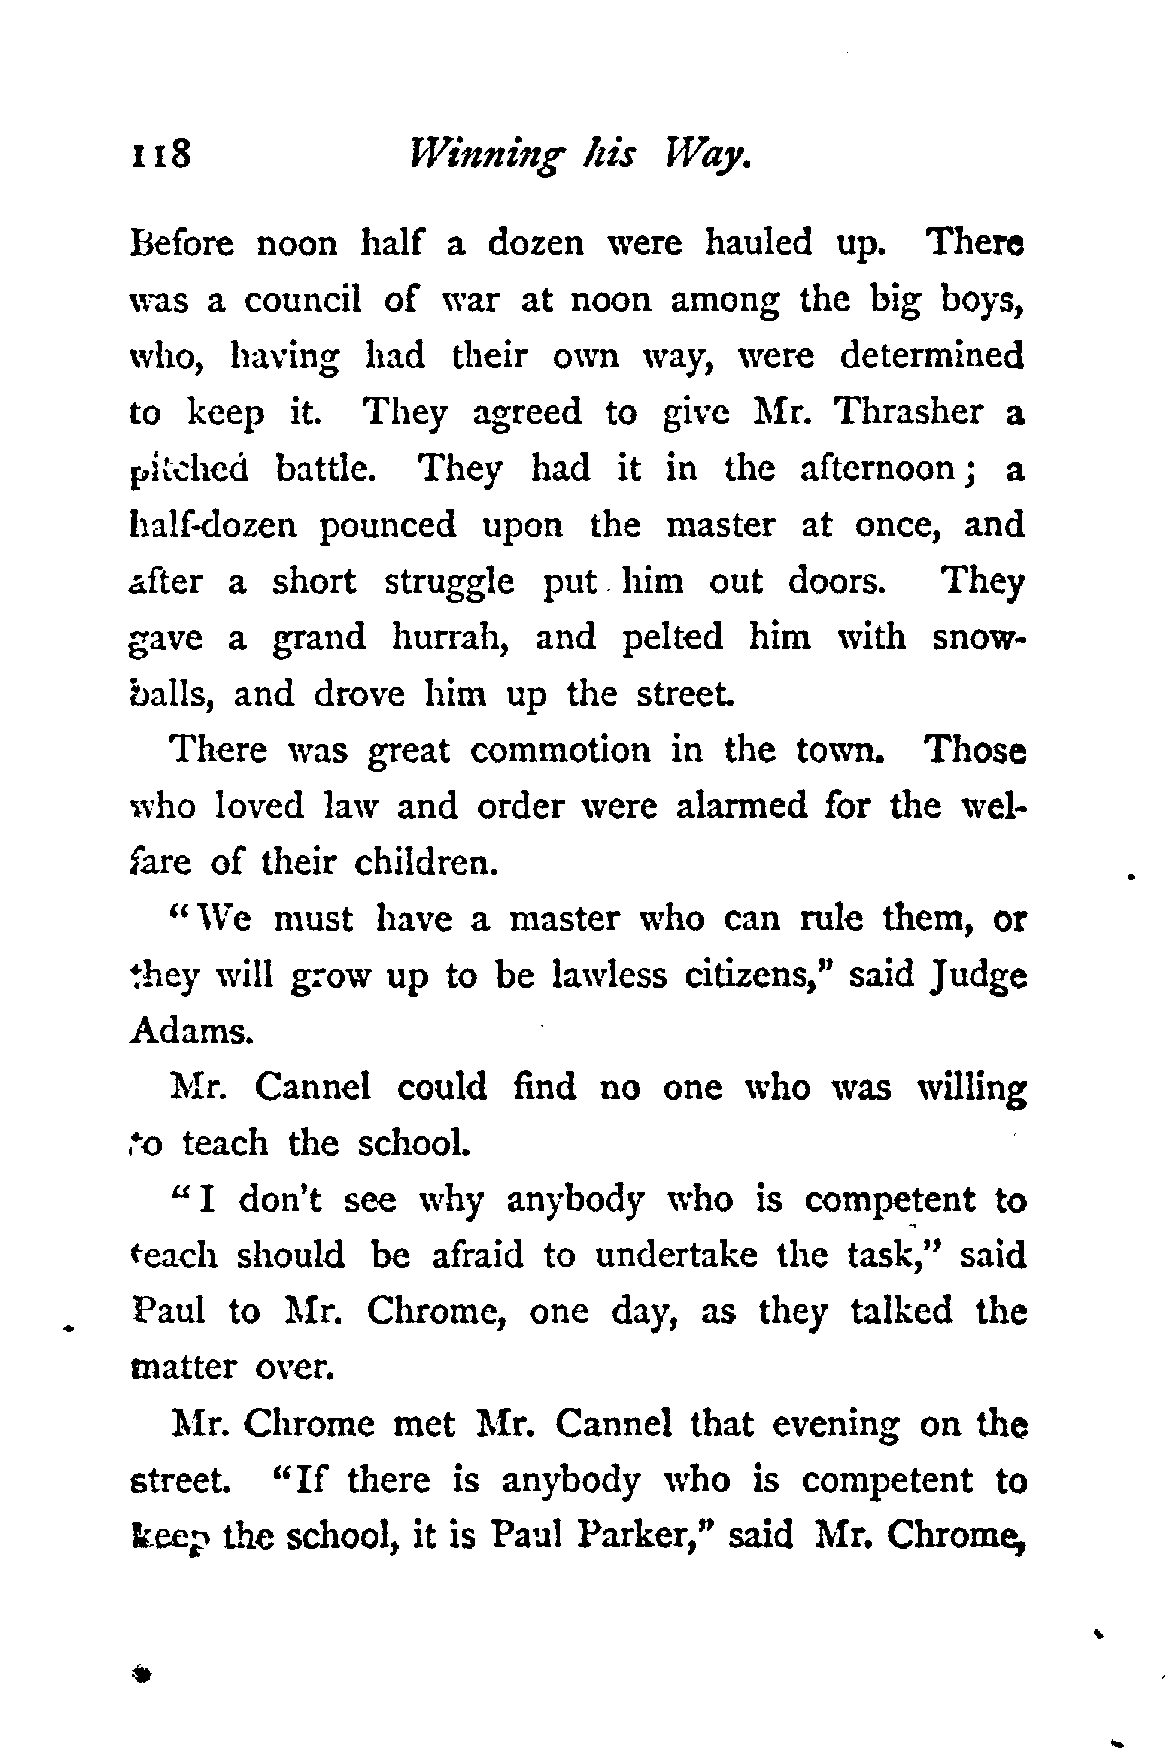 118 Winning his Way.
Before noon half a dozen were hauled up. There
was a council of war at noon among the big boys,
who, having had their own way, were determined
to keep it. They agreed to give Mr. Thrasher a
pitched battle. They had it in the afternoon; a
half-dozen pounced upon the master at once, and
after a short struggle put him out doors. They
gave a grand hurrah, and pelted him with snow-
balls, and drove him up the street.
There was great commotion in the town. Those
who loved law and order were alarmed for the wel-
fare of their children.
"We must have a master who can rule them, or
they will grow up to be lawless citizens," said Judge
Adams.
Mr. Cannel could find no one who was willing
to teach the school.
"I don't see why anybody who is competent to
teach should be afraid to undertake the task," said
Paul to Mr. Chrome, one day, as they talked the
matter over.
Mr. Chrome met Mr. Cannel that evening on the
street. "If there is anybody who is competent to
keep the school, it is Paul Parker," said Mr. Chrome,